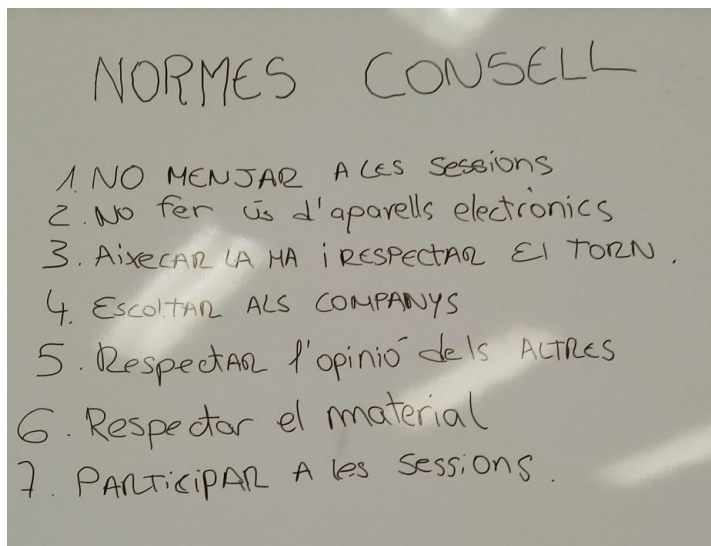 NORMES CONSELL
1. NO MENJAR A LES SESSIONS
2. No fer ús d'aparells electrònics
3. AIXECAR LA MA i RESPECTAR El TORN.
4. ESCOLTAR ALS COMPANYS
5. RespectAR l'opinió dels ALTRES
6. Respectar el material
7. PARTICIPAR A les Sessions.